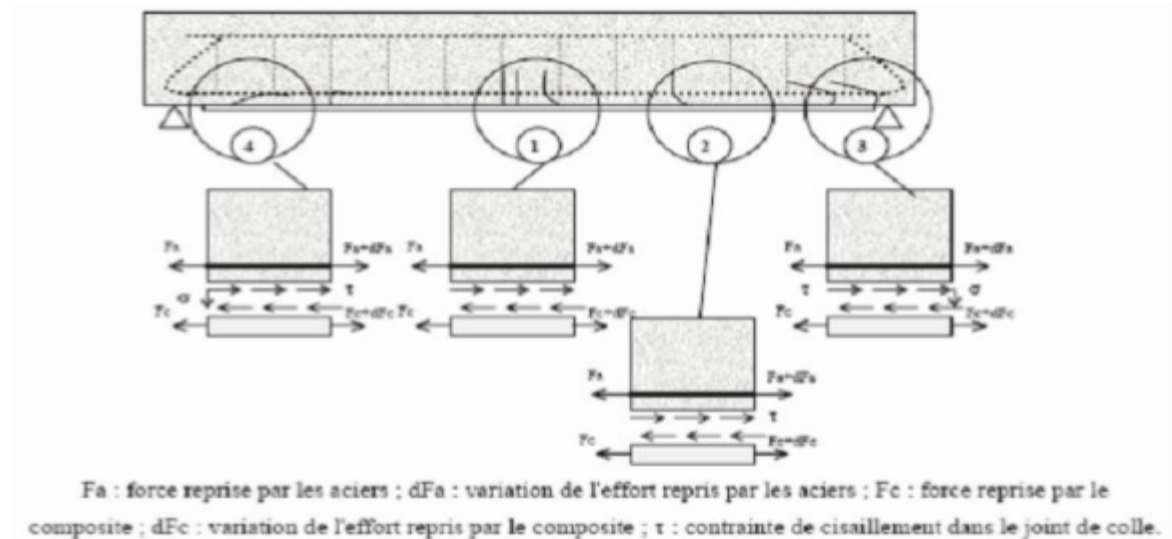 4 1 2 3
Fa Fa+dFa Fa Fa+dFa Fa Fa+dFa
σ τ τ σ
Fc Fc+dFc Fc Fc+dFc Fc Fc+dFc
Fa Fa+dFa
τ
Fc Fc+dFc
Fa : force reprise par les aciers ; dFa : variation de l'effort repris par les aciers ; Fc : force reprise par le
composite ; dFc : variation de l'effort repris par le composite ; τ : contrainte de cisaillement dans le joint de colle.